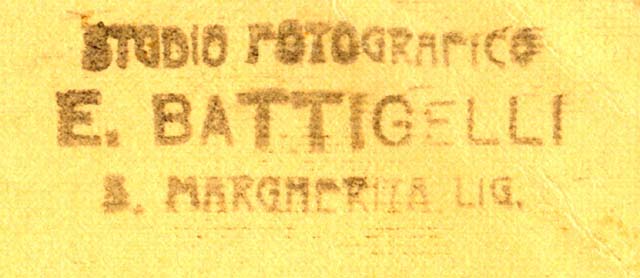 STUDIO FOTOGRAFICO
E. BATTIGELLI
S. MARGHERITA LIG.